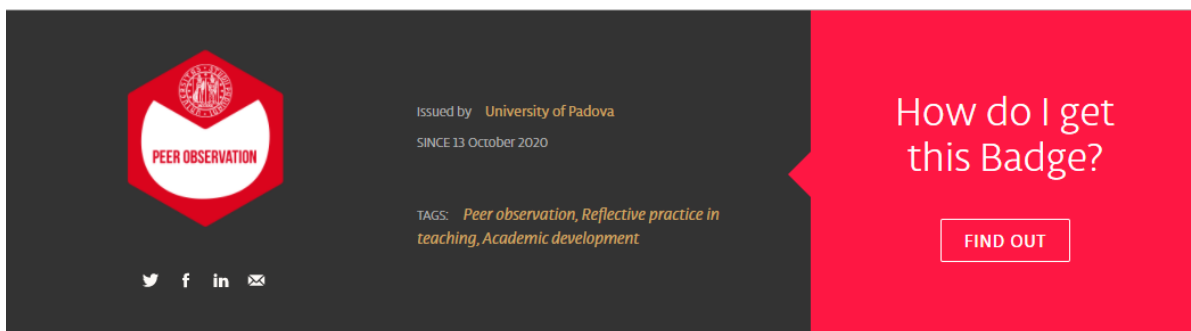 PEER OBSERVATION
Issued by University of Padova
SINCE 13 October 2020
TAGS: Peer observation, Reflective practice in
teaching, Academic development
How do I get
this Badge?
FIND OUT